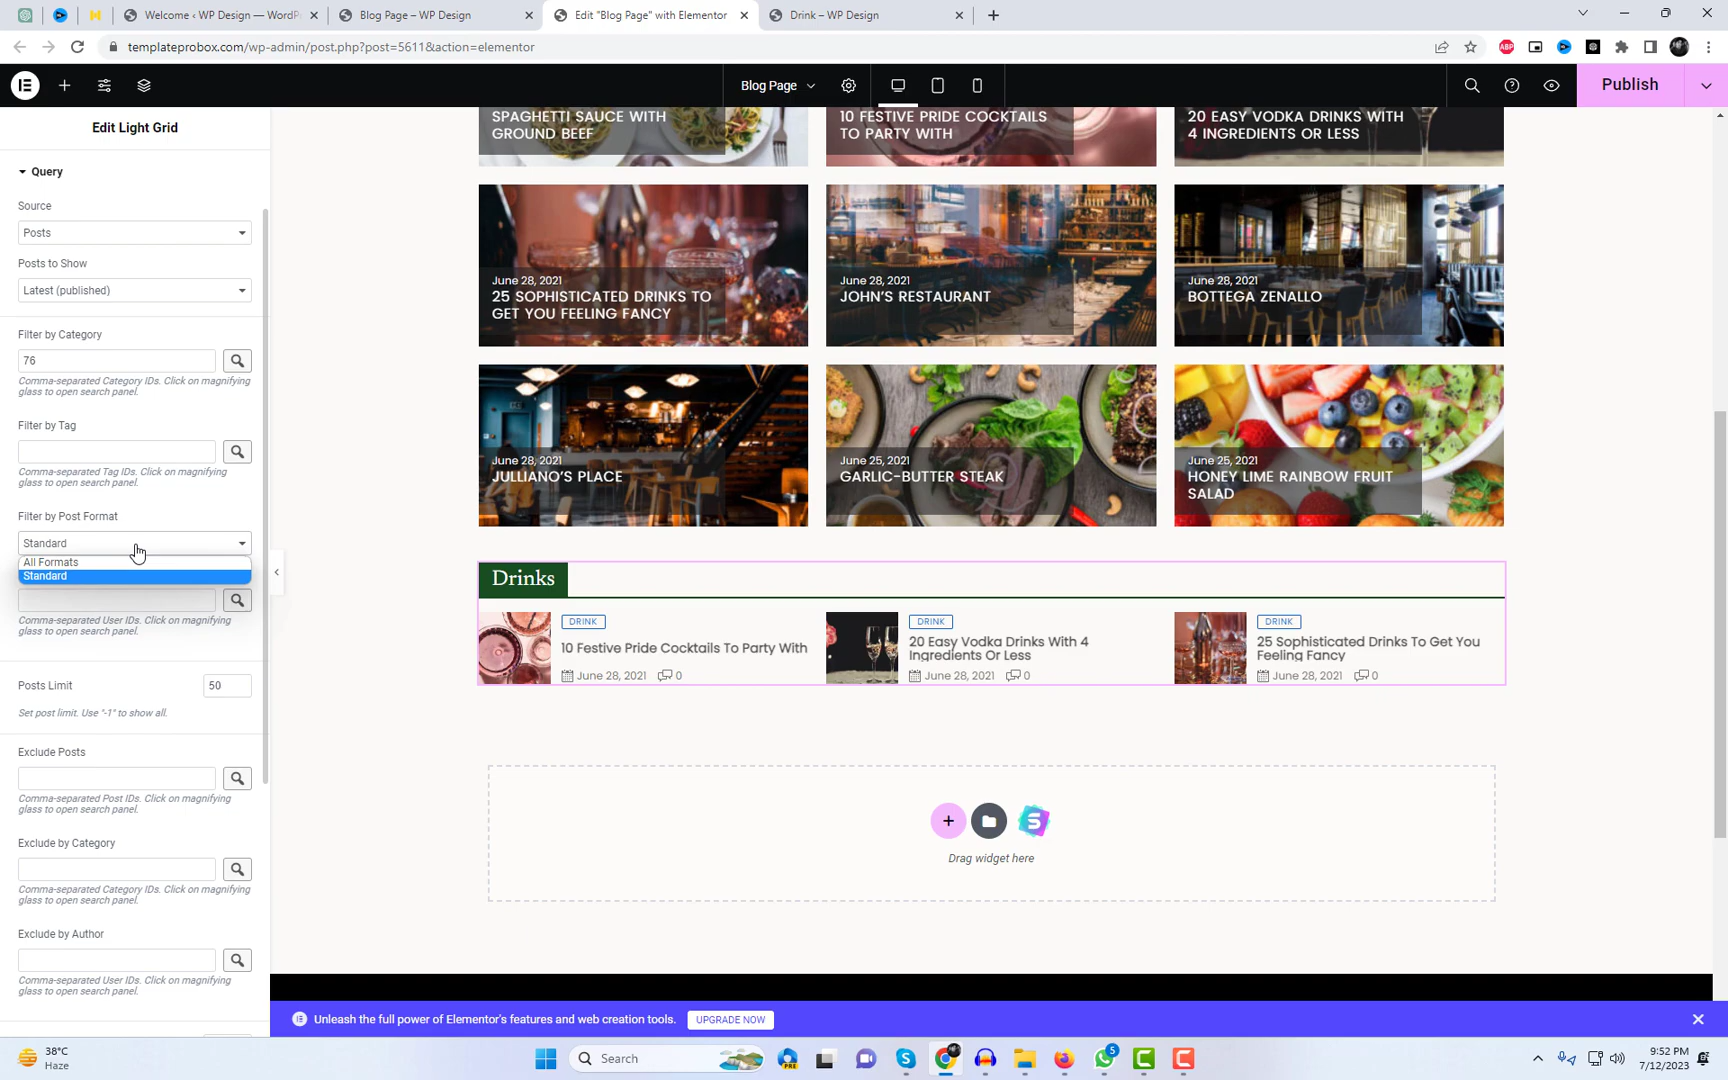 Welcome ‹ WP Design — WordP
Blog Page – WP Design
Edit "Blog Page" with Elementor
Drink – WP Design
templateprobox.com/wp-admin/post.php?post=5611&action=elementor
ABP
Blog Page
Publish
Edit Light Grid
Query
Source
Posts
Posts to Show
Latest (published)
Filter by Category
76
Comma-separated Category IDs. Click on magnifying
glass to open search panel.
Filter by Tag
Comma-separated Tag IDs. Click on magnifying
glass to open search panel.
Filter by Post Format
Standard
All Formats
Standard
Comma-separated User IDs. Click on magnifying
glass to open search panel.
Posts Limit
50
Set post limit. Use "-1" to show all.
Exclude Posts
Comma-separated Post IDs. Click on magnifying
glass to open search panel.
Exclude by Category
Comma-separated Category IDs. Click on magnifying
glass to open search panel.
Exclude by Author
Comma-separated User IDs. Click on magnifying
glass to open search panel.
SPAGHETTI SAUCE WITH
GROUND BEEF
10 FESTIVE PRIDE COCKTAILS
TO PARTY WITH
20 EASY VODKA DRINKS WITH
4 INGREDIENTS OR LESS
June 28, 2021
25 SOPHISTICATED DRINKS TO
GET YOU FEELING FANCY
June 28, 2021
JOHN'S RESTAURANT
June 28, 2021
BOTTEGA ZENALLO
June 28, 2021
JULLIANO'S PLACE
June 25, 2021
GARLIC-BUTTER STEAK
June 25, 2021
HONEY LIME RAINBOW FRUIT
SALAD
Drinks
DRINK
10 Festive Pride Cocktails To Party With
June 28, 2021 0
DRINK
20 Easy Vodka Drinks With 4
Ingredients Or Less
June 28, 2021 0
DRINK
25 Sophisticated Drinks To Get You
Feeling Fancy
June 28, 2021 0
Drag widget here
Unleash the full power of Elementor's features and web creation tools.
UPGRADE NOW
38°C
Haze
Search
PRE
5
9:52 PM
7/12/2023